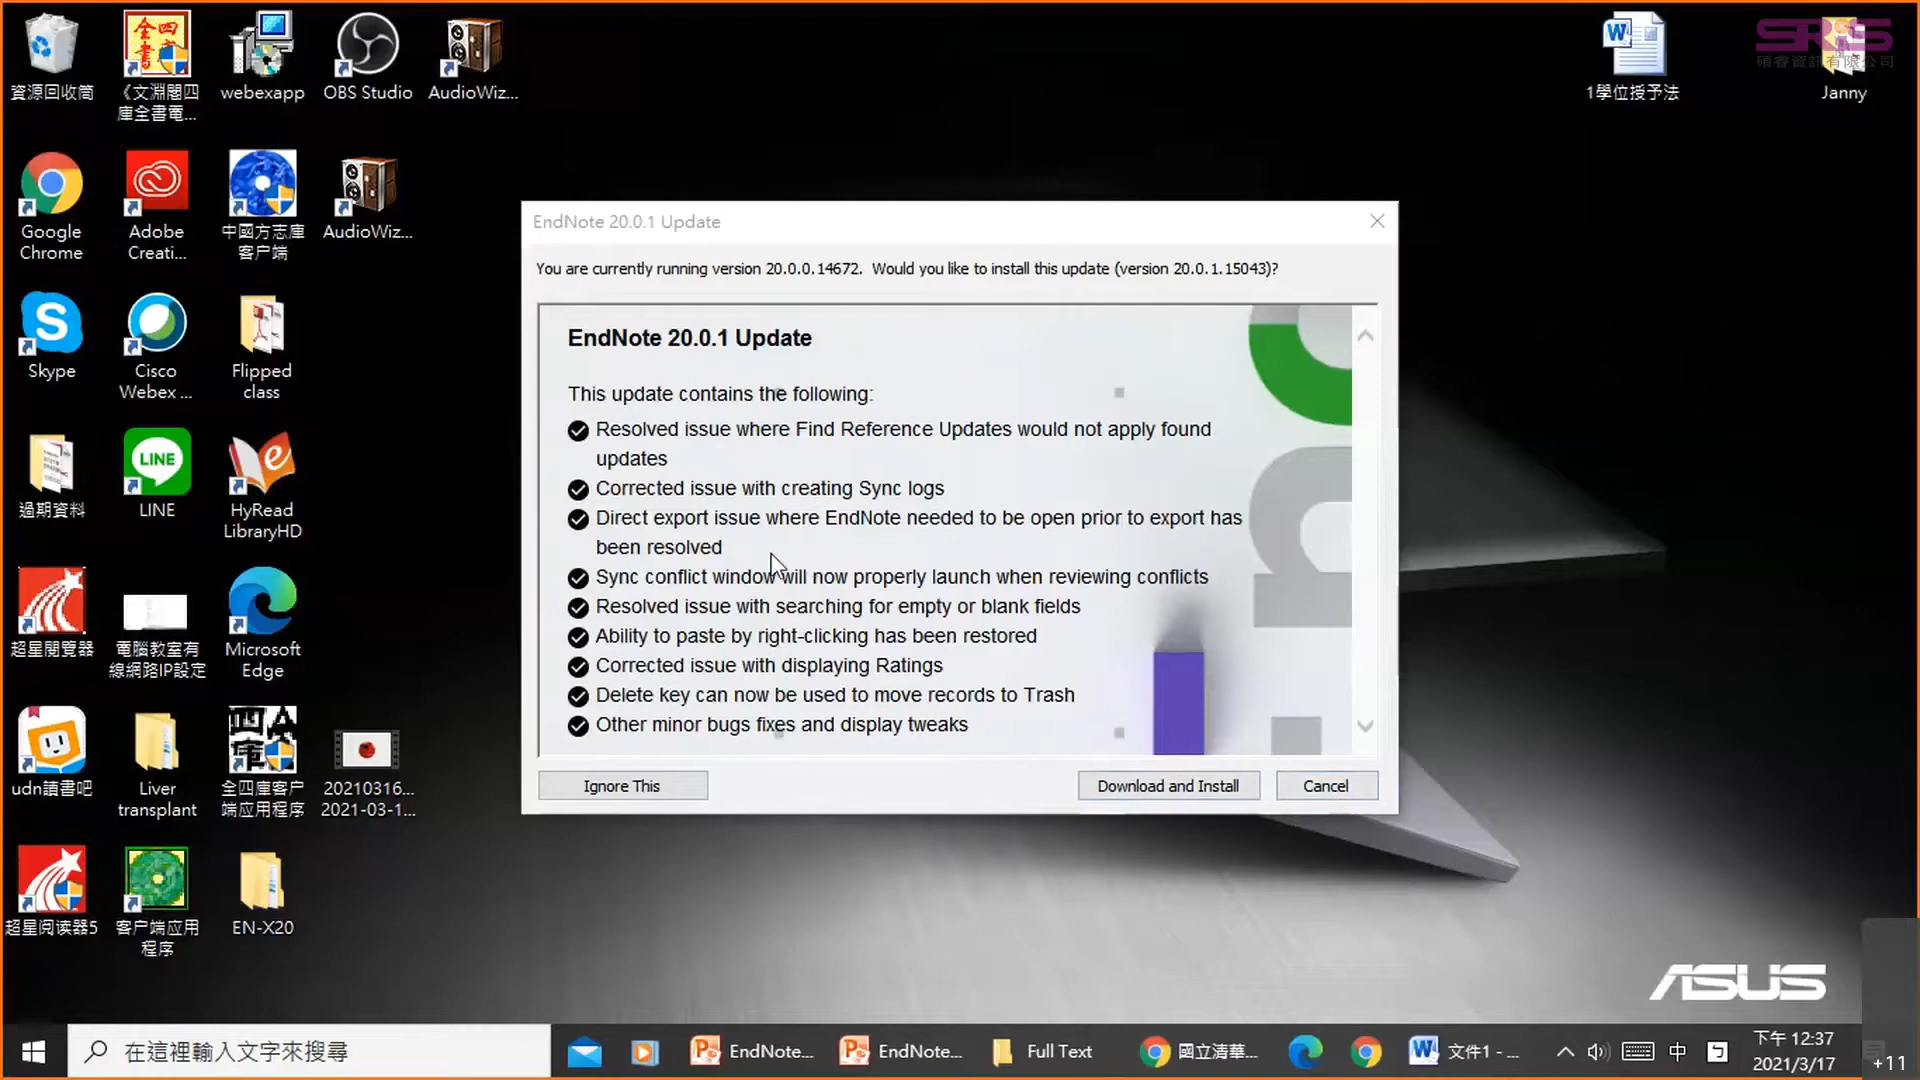 資源回收筒
《文淵閣四
庫全書電...
webexapp
OBS Studio
AudioWiz...
1學位授予法
SRIS
碩睿資訊有限公司
Janny
Google
Chrome
Adobe
Creati...
中國方志庫
客户端
AudioWiz...
Skype
Cisco
Webex ...
Flipped
class
過期資料
LINE
LINE
HyRead
LibraryHD
超星閱覽器
電腦教室有
線網路IP設定
Microsoft
Edge
udn讀書吧
Liver
transplant
全四庫客户
端应用程序
20210316...
2021-03-1...
超星阅读器5
客户端应用
程序
EN-X20
EndNote 20.0.1 Update
You are currently running version 20.0.0.14672. Would you like to install this update (version 20.0.1.15043)?
EndNote 20.0.1 Update
This update contains the following:
Resolved issue where Find Reference Updates would not apply found
updates
Corrected issue with creating Sync logs
Direct export issue where EndNote needed to be open prior to export has
been resolved
Sync conflict window will now properly launch when reviewing conflicts
Resolved issue with searching for empty or blank fields
Ability to paste by right-clicking has been restored
Corrected issue with displaying Ratings
Delete key can now be used to move records to Trash
Other minor bugs fixes and display tweaks
Ignore This
Download and Install
Cancel
ASUS
在這裡輸入文字來搜尋
EndNote...
EndNote...
Full Text
國立清華...
文件1 - ...
中
下午 12:37
2021/3/17
+11